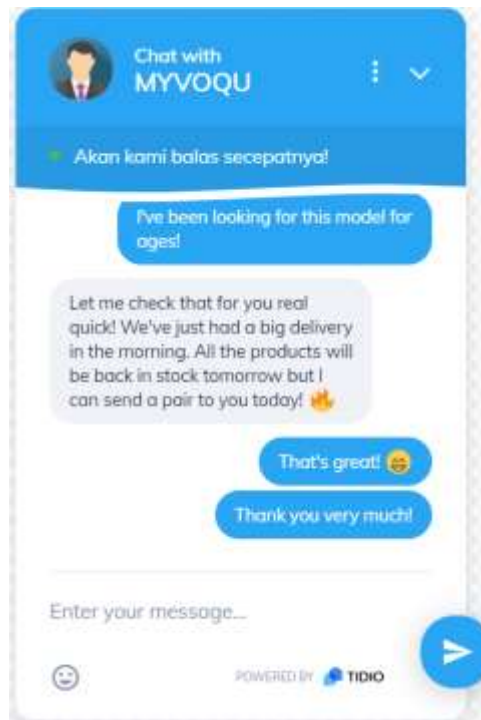 Chat with
MYVOQU
Akan kami balas secepatnya!
I've been looking for this model for
ages!
Let me check that for you real
quick! We've just had a big delivery
in the morning. All the products will
be back in stock tomorrow but I
can send a pair to you today! 🔥
That's great! 😄
Thank you very much!
Enter your message...
POWERED BY TIDIO